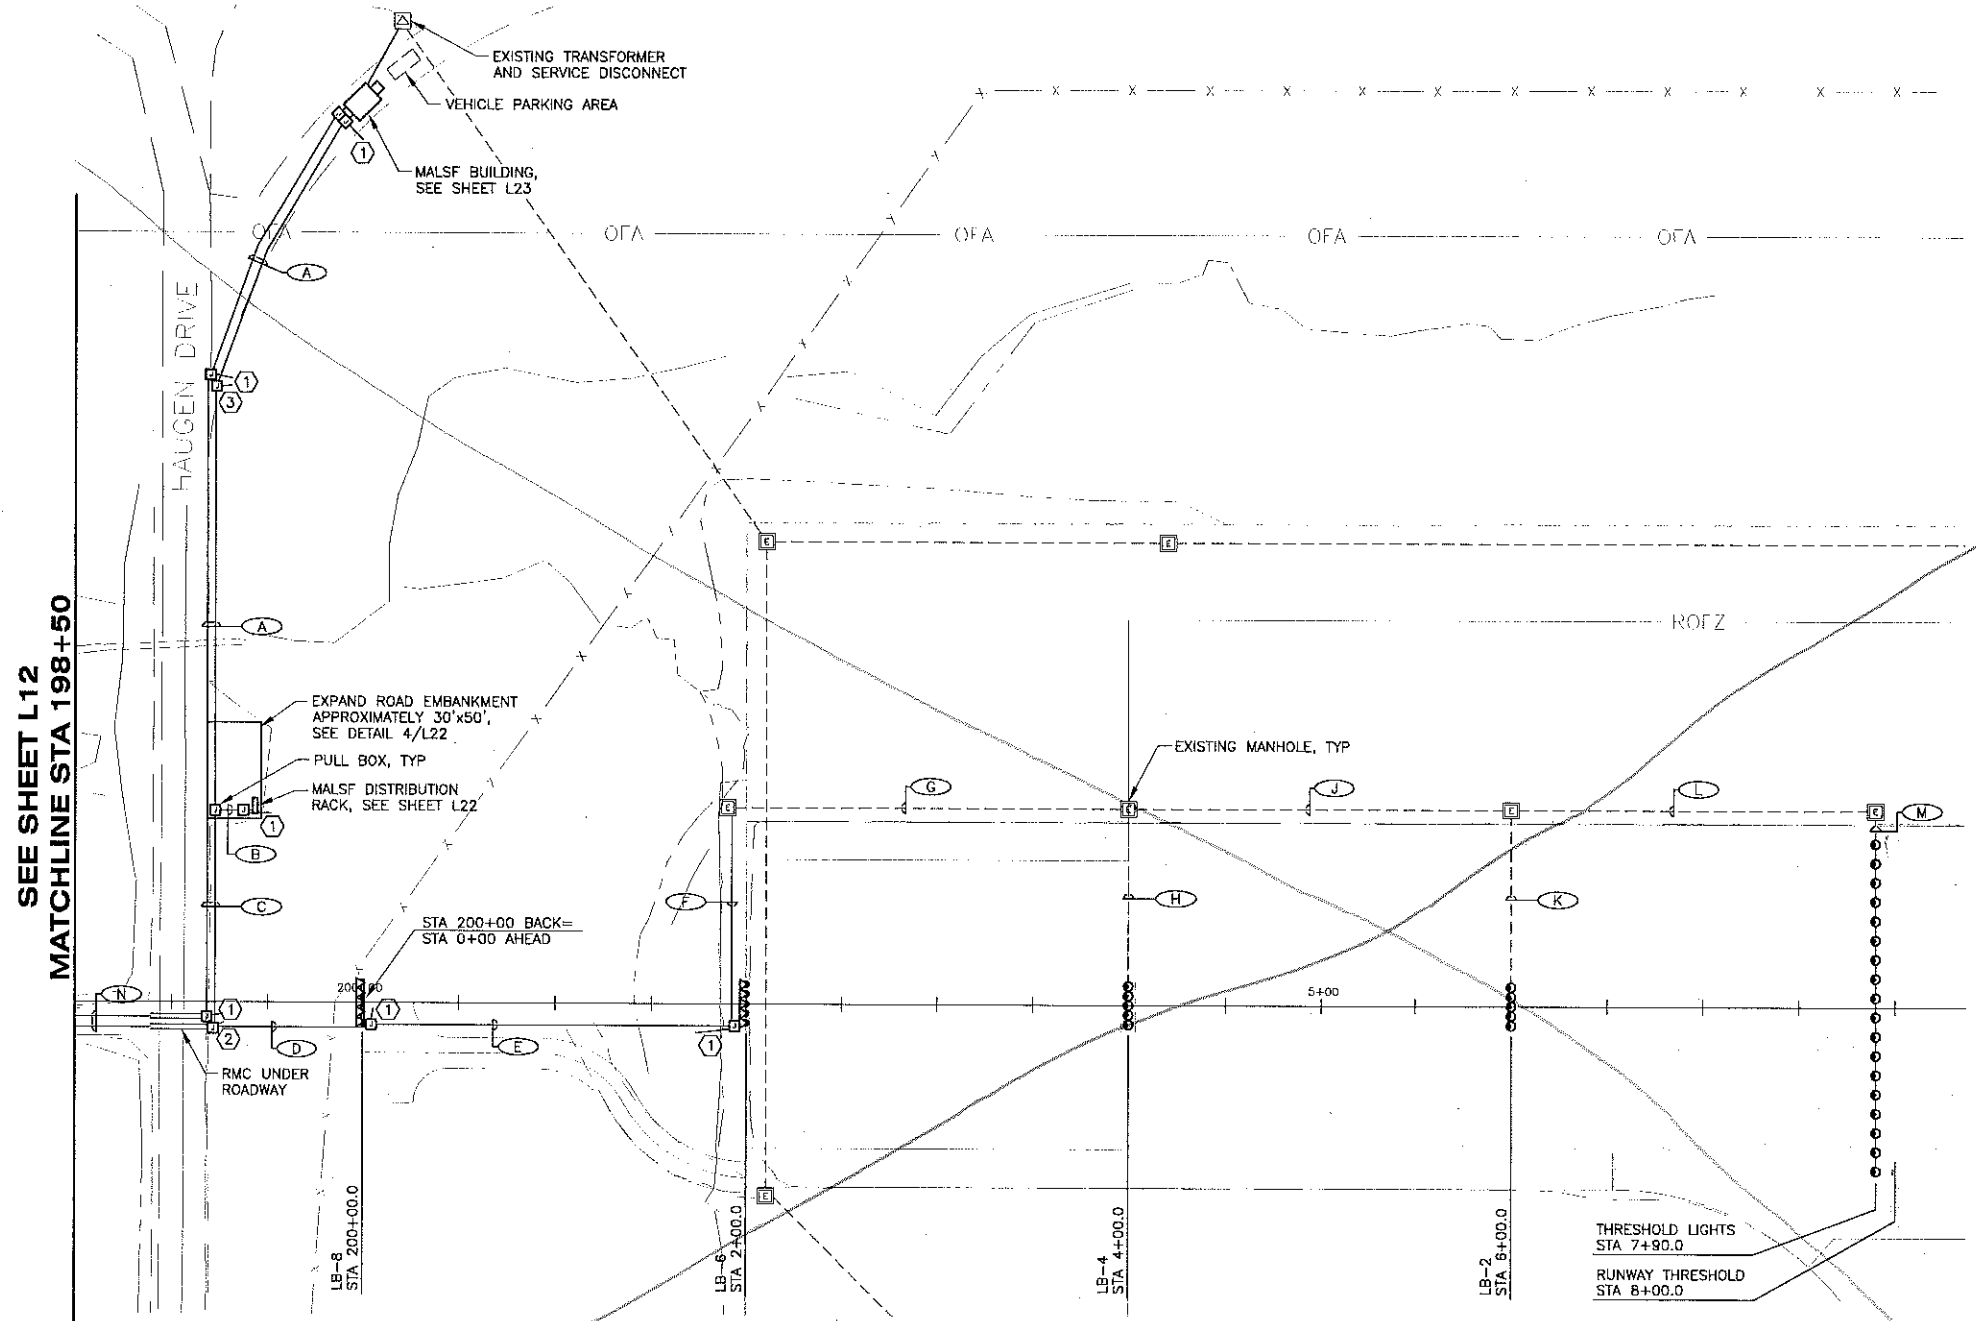 EXISTING TRANSFORMER
AND SERVICE DISCONNECT
VEHICLE PARKING AREA
1
MALSF BUILDING,
SEE SHEET L23
X X X X X X X X X X X X X
OFA OFA OFA OFA OFA
A
HAUGEN DRIVE
1
3
E E
A
ROFZ
SEE SHEET L12
MATCHLINE STA 198+50
EXPAND ROAD EMBANKMENT
APPROXIMATELY 30'x50',
SEE DETAIL 4/L22
PULL BOX, TYP
MALSF DISTRIBUTION
RACK, SEE SHEET L22
1
B
EXISTING MANHOLE, TYP
G J L M
E E E E
C
F H K
STA 200+00 BACK=
STA 0+00 AHEAD
N
200+00
5+00
1
2
D
1
E
1
RMC UNDER
ROADWAY
E
LB-8
STA 200+00.0
LB-6
STA 2+00.0
LB-4
STA 4+00.0
LB-2
STA 6+00.0
THRESHOLD LIGHTS
STA 7+90.0
RUNWAY THRESHOLD
STA 8+00.0